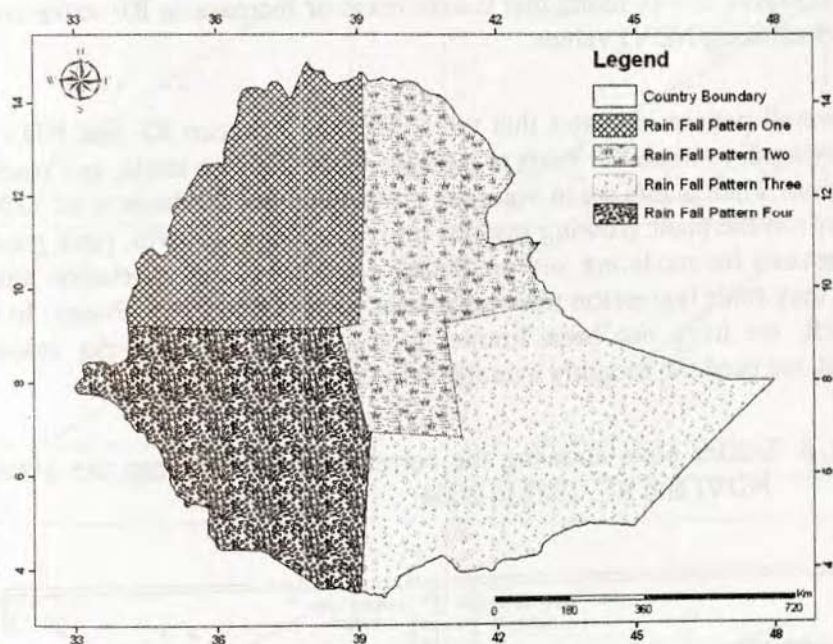 33 36 39 42 45 48
Legend
Country Boundary
Rain Fall Pattern One
Rain Fall Pattern Two
Rain Fall Pattern Three
Rain Fall Pattern Four
14 14
12 12
10 10
8 8
6 6
4 4
Km
0 180 360 720
33 36 39 42 45 48